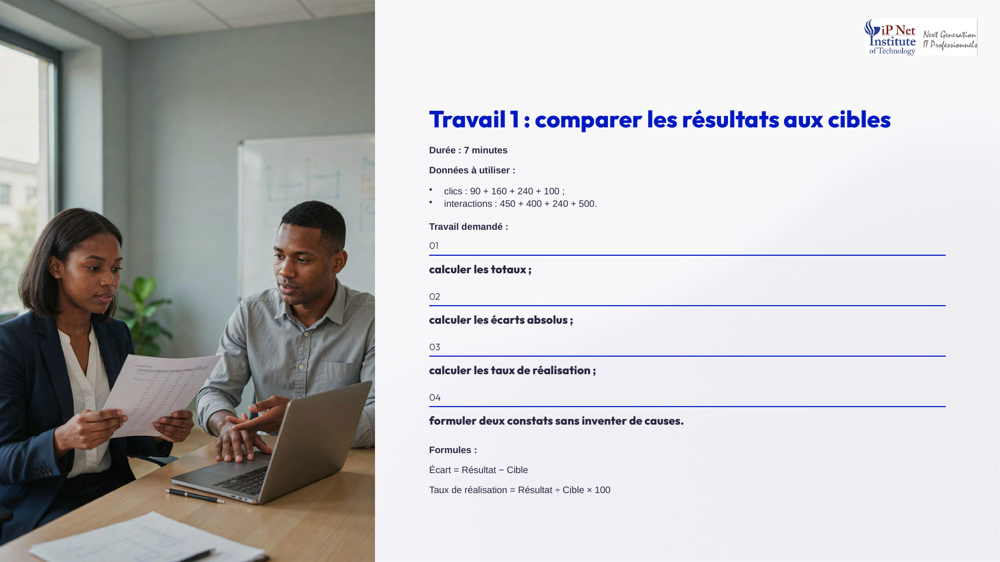 iP Net
Institute
of Technology
Next Generation
IT Professionnels
Travail 1 : comparer les résultats aux cibles
Durée : 7 minutes
Données à utiliser :
• clics : 90 + 160 + 240 + 100 ;
• interactions : 450 + 400 + 240 + 500.
Travail demandé :
01
calculer les totaux ;
02
calculer les écarts absolus ;
03
calculer les taux de réalisation ;
04
formuler deux constats sans inventer de causes.
Formules :
Écart = Résultat − Cible
Taux de réalisation = Résultat ÷ Cible × 100